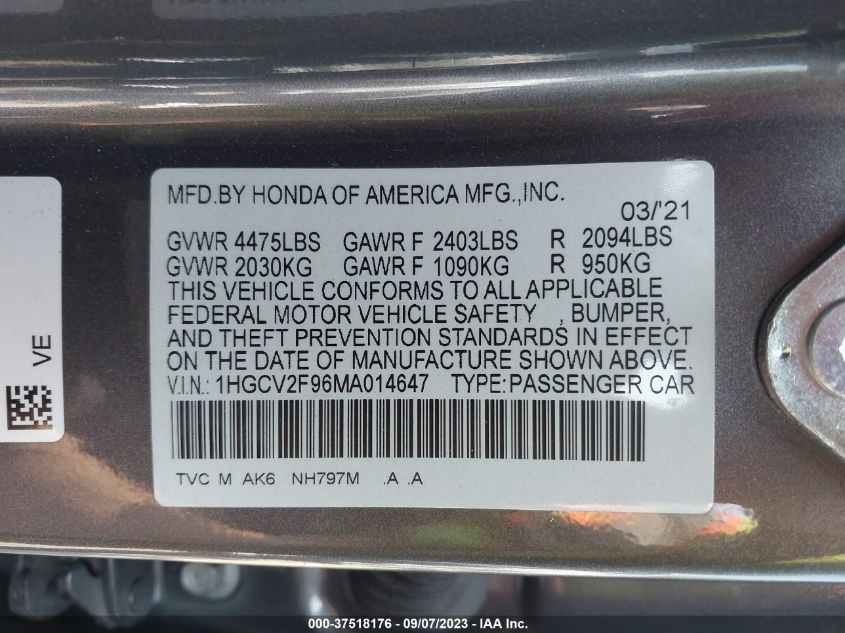 MFD.BY HONDA OF AMERICA MFG.,INC.
03/'21
GVWR 4475LBS GAWR F 2403LBS R 2094LBS
GVWR 2030KG GAWR F 1090KG R 950KG
THIS VEHICLE CONFORMS TO ALL APPLICABLE
FEDERAL MOTOR VEHICLE SAFETY , BUMPER,
AND THEFT PREVENTION STANDARDS IN EFFECT
ON THE DATE OF MANUFACTURE SHOWN ABOVE.
V.I.N.: 1HGCV2F96MA014647 TYPE:PASSENGER CAR
TVC M AK6 NH797M .A .A
VE
000-37518176 - 09/07/2023 - IAA Inc.